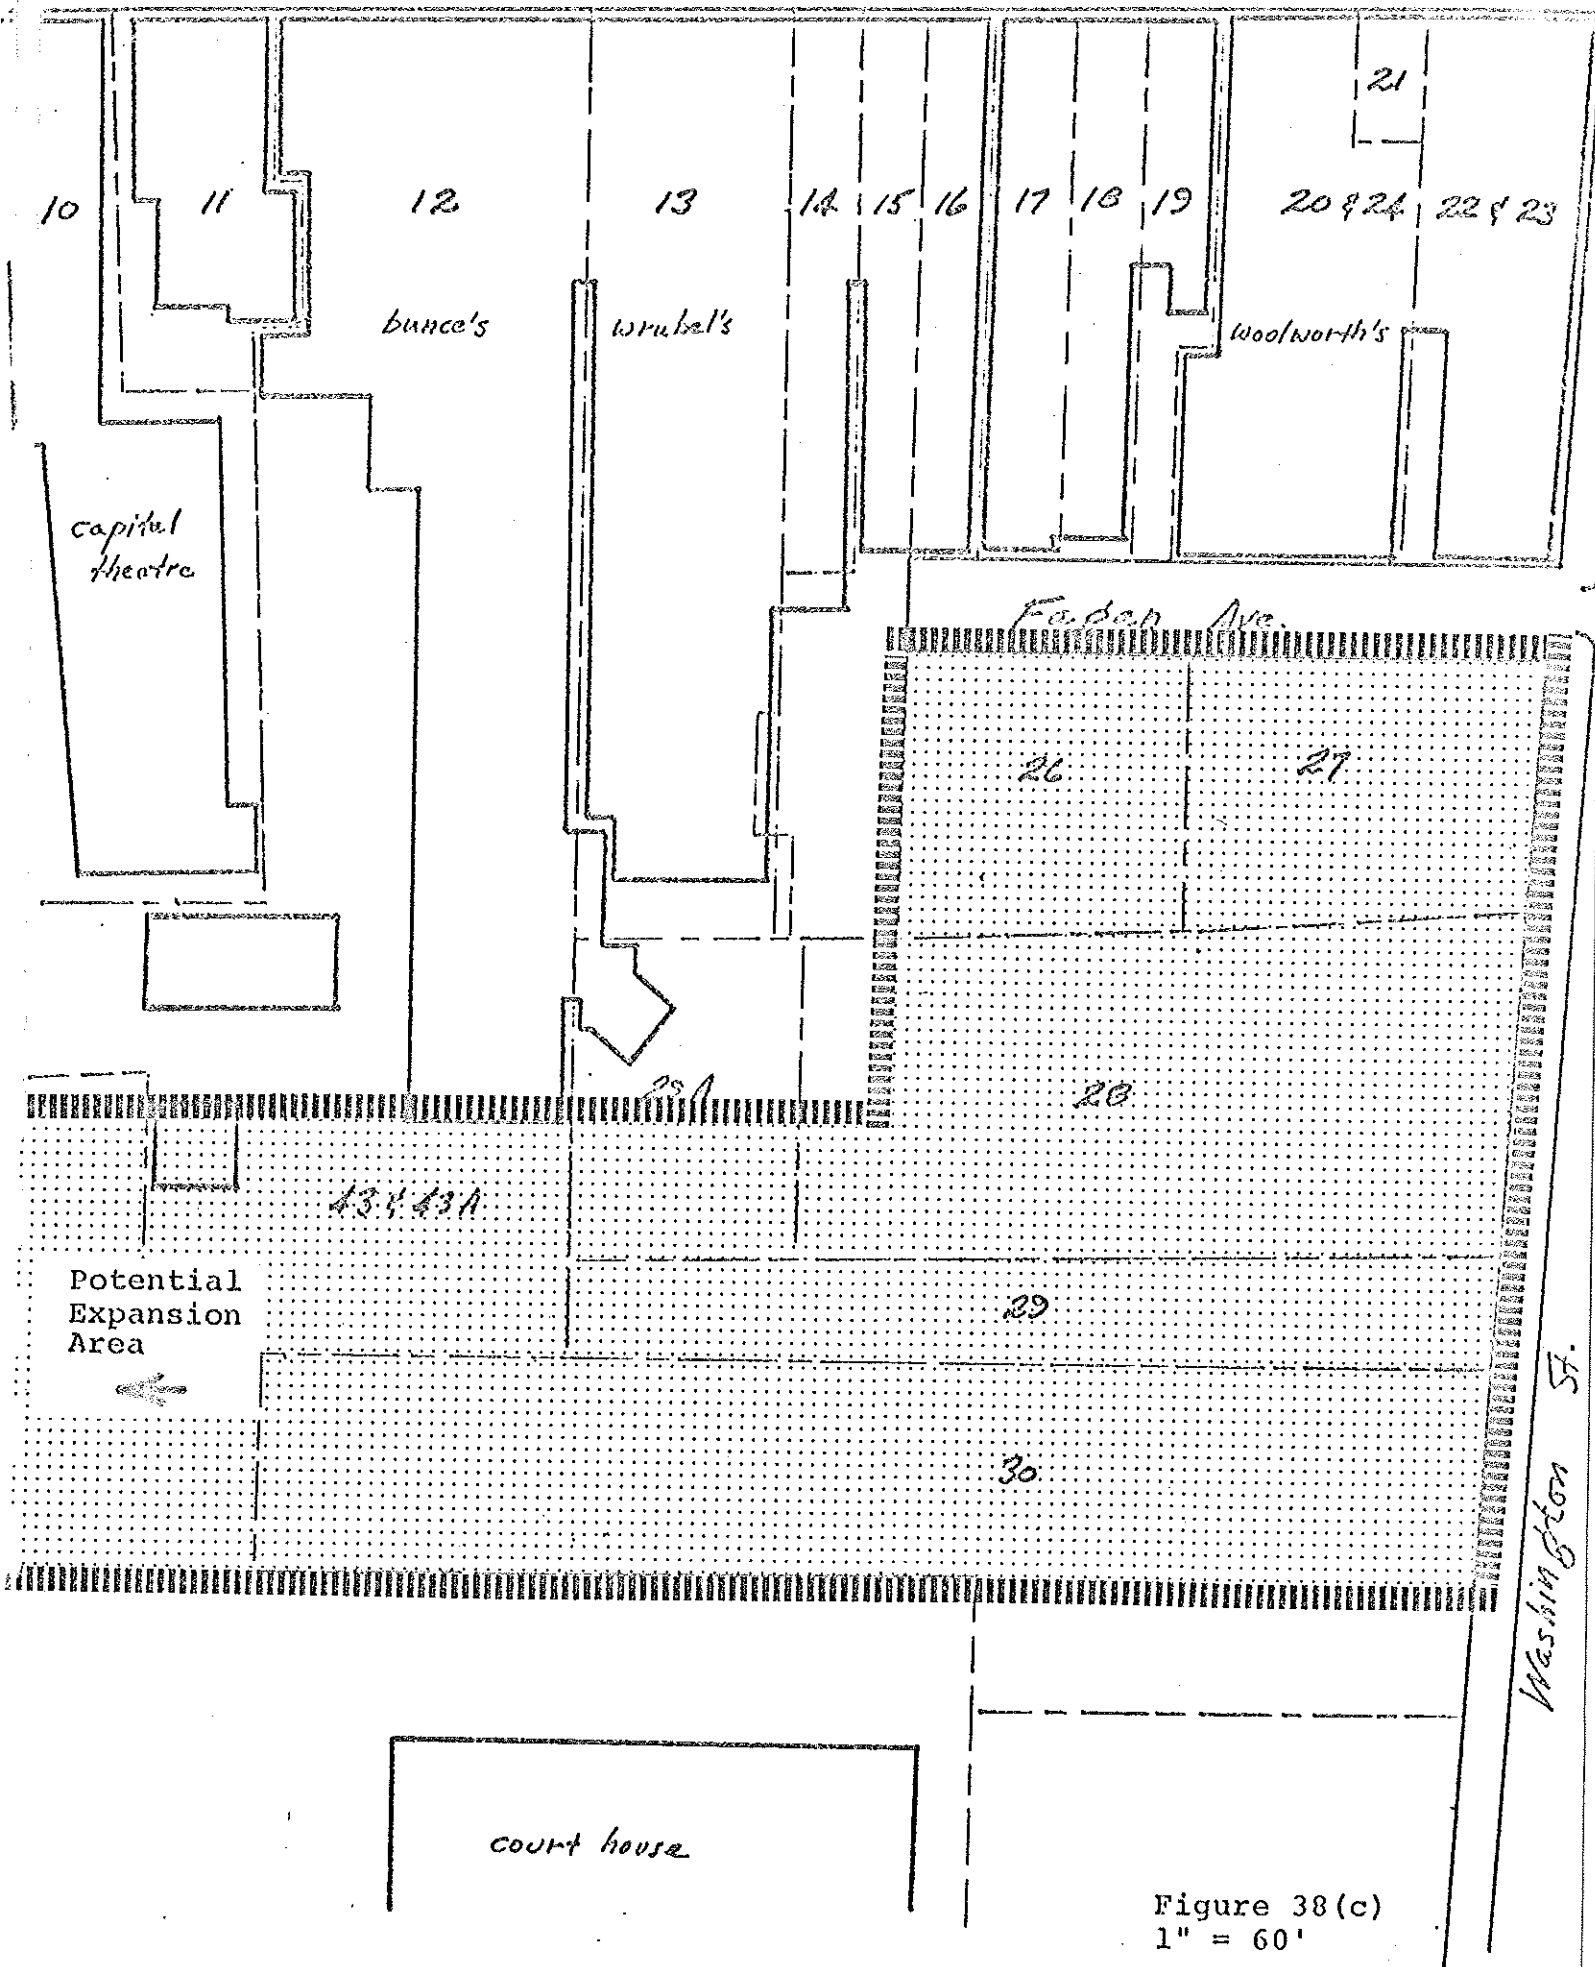 21
10 11 12 13 14 15 16 17 18 19 20 & 24 22 & 23
bunce's wrubel's woolworth's
capital
theatre
Ave.
26 27
28
43 & 43A
Potential
Expansion
Area
29
30
Washington St.
court house
Figure 38(c)
1" = 60'